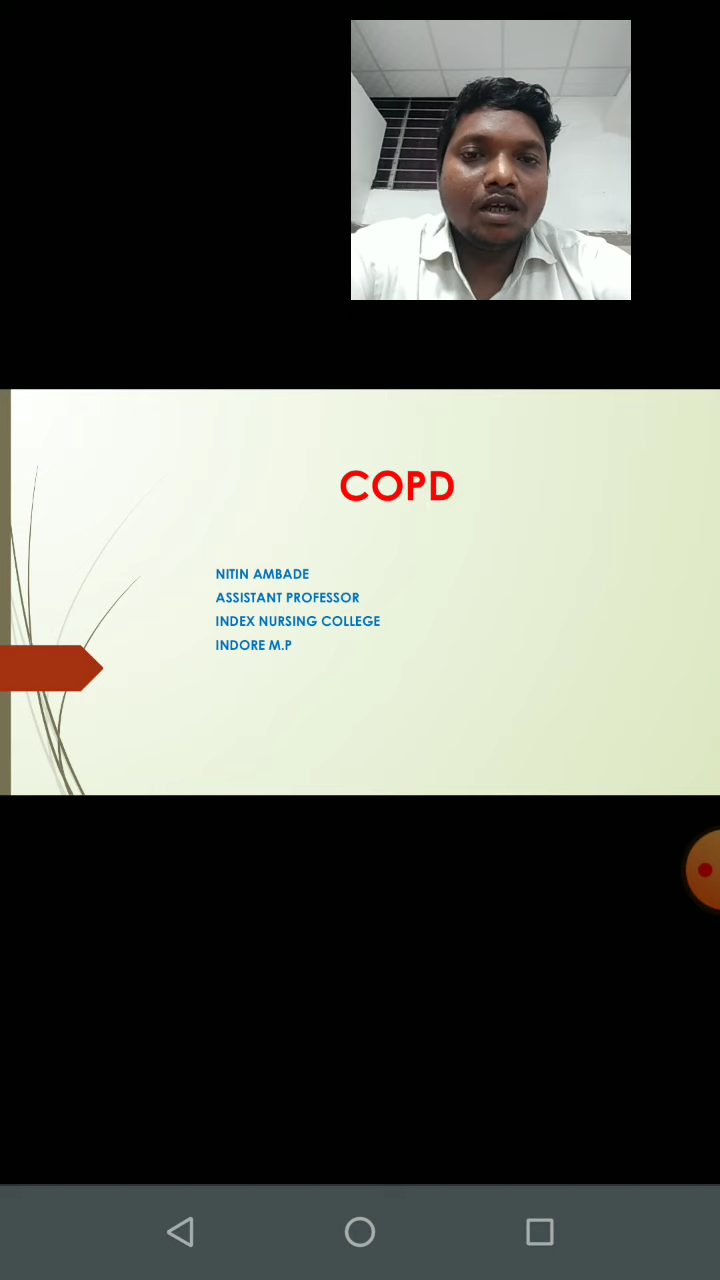 COPD
NITIN AMBADE
ASSISTANT PROFESSOR
INDEX NURSING COLLEGE
INDORE M.P